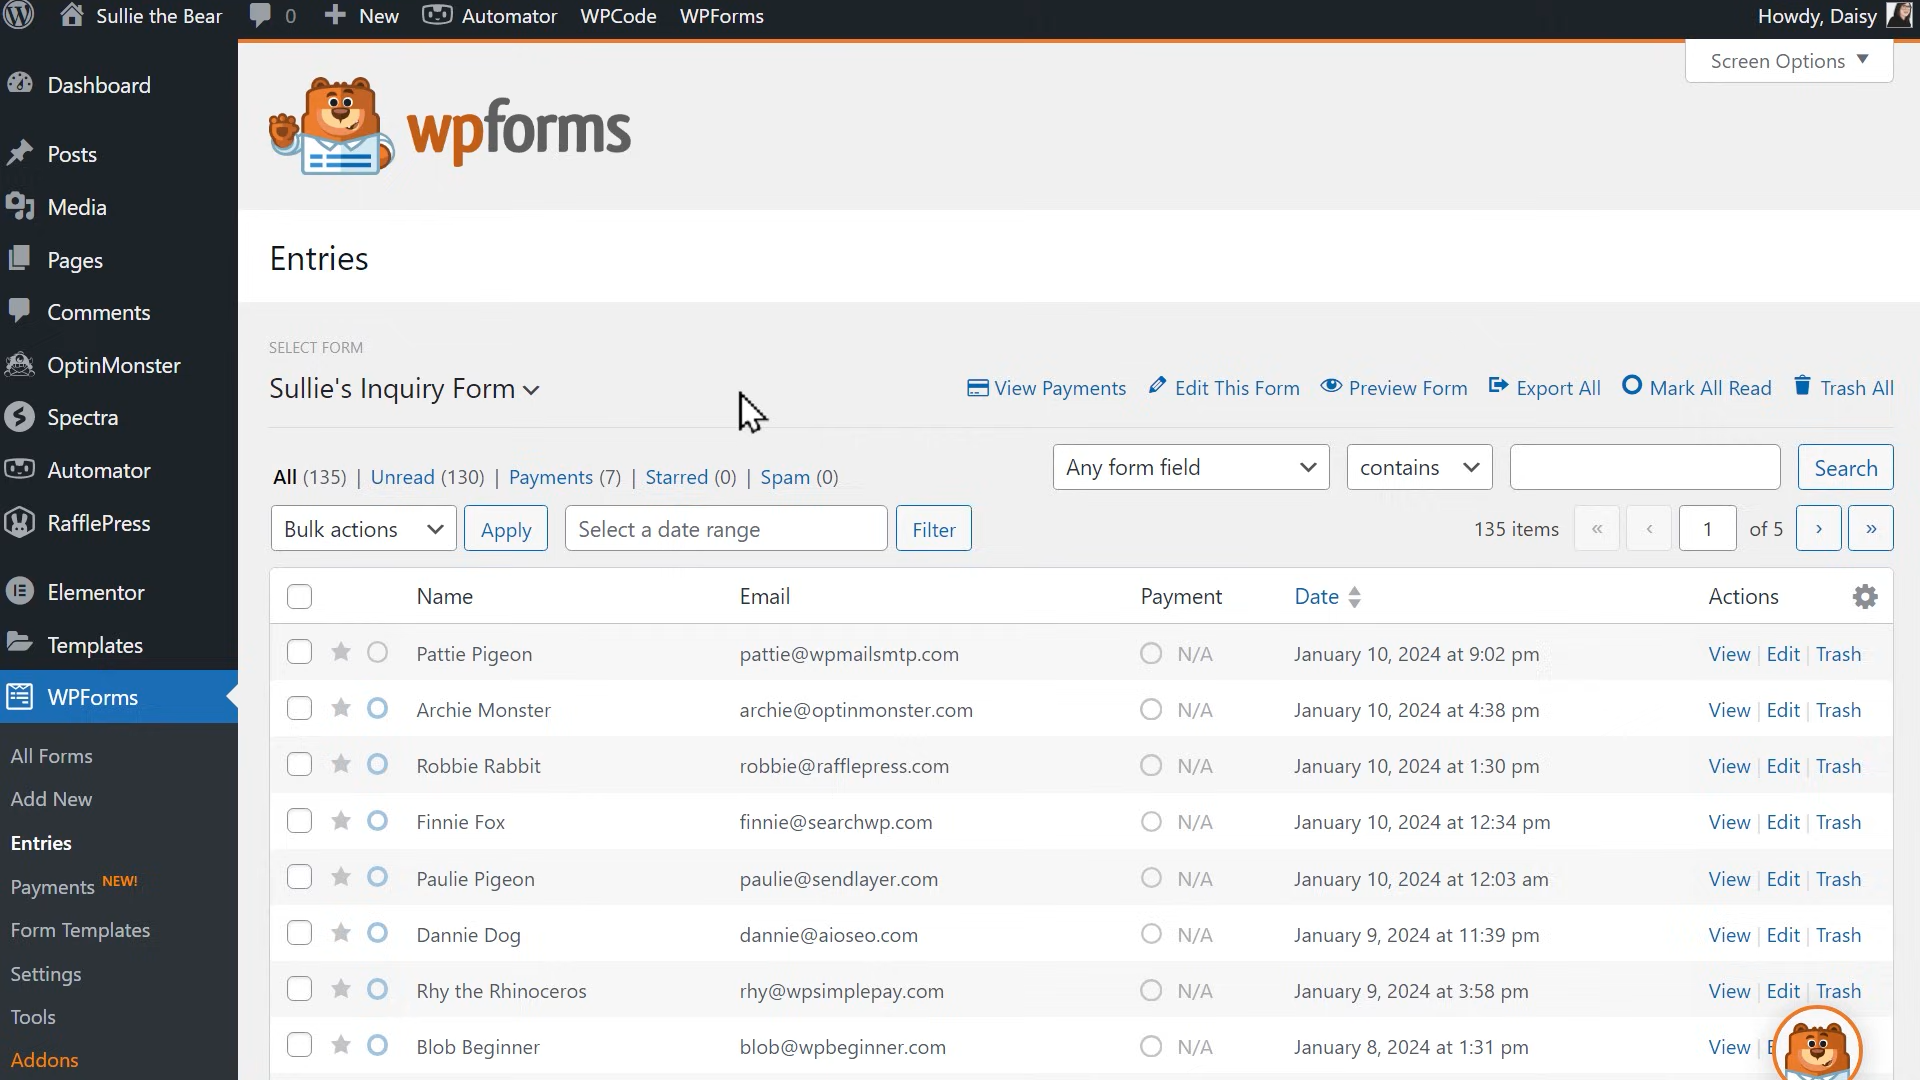 Sullie the Bear 0 New Automator WPCode WPForms Howdy, Daisy
Screen Options
wpforms
Dashboard
Posts
Media
Pages
Comments
OptinMonster
Spectra
Automator
RafflePress
Elementor
Templates
WPForms
All Forms
Add New
Entries
Payments NEW!
Form Templates
Settings
Tools
Addons
Entries
SELECT FORM
Sullie's Inquiry Form
View Payments Edit This Form Preview Form Export All Mark All Read Trash All
All (135) | Unread (130) | Payments (7) | Starred (0) | Spam (0)
Any form field contains Search
Bulk actions Apply Select a date range Filter 135 items « ‹ 1 of 5 › »
Name Email Payment Date Actions
Pattie Pigeon pattie@wpmailsmtp.com N/A January 10, 2024 at 9:02 pm View | Edit | Trash
Archie Monster archie@optinmonster.com N/A January 10, 2024 at 4:38 pm View | Edit | Trash
Robbie Rabbit robbie@rafflepress.com N/A January 10, 2024 at 1:30 pm View | Edit | Trash
Finnie Fox finnie@searchwp.com N/A January 10, 2024 at 12:34 pm View | Edit | Trash
Paulie Pigeon paulie@sendlayer.com N/A January 10, 2024 at 12:03 am View | Edit | Trash
Dannie Dog dannie@aioseo.com N/A January 9, 2024 at 11:39 pm View | Edit | Trash
Rhy the Rhinoceros rhy@wpsimplepay.com N/A January 9, 2024 at 3:58 pm View | Edit | Trash
Blob Beginner blob@wpbeginner.com N/A January 8, 2024 at 1:31 pm View |